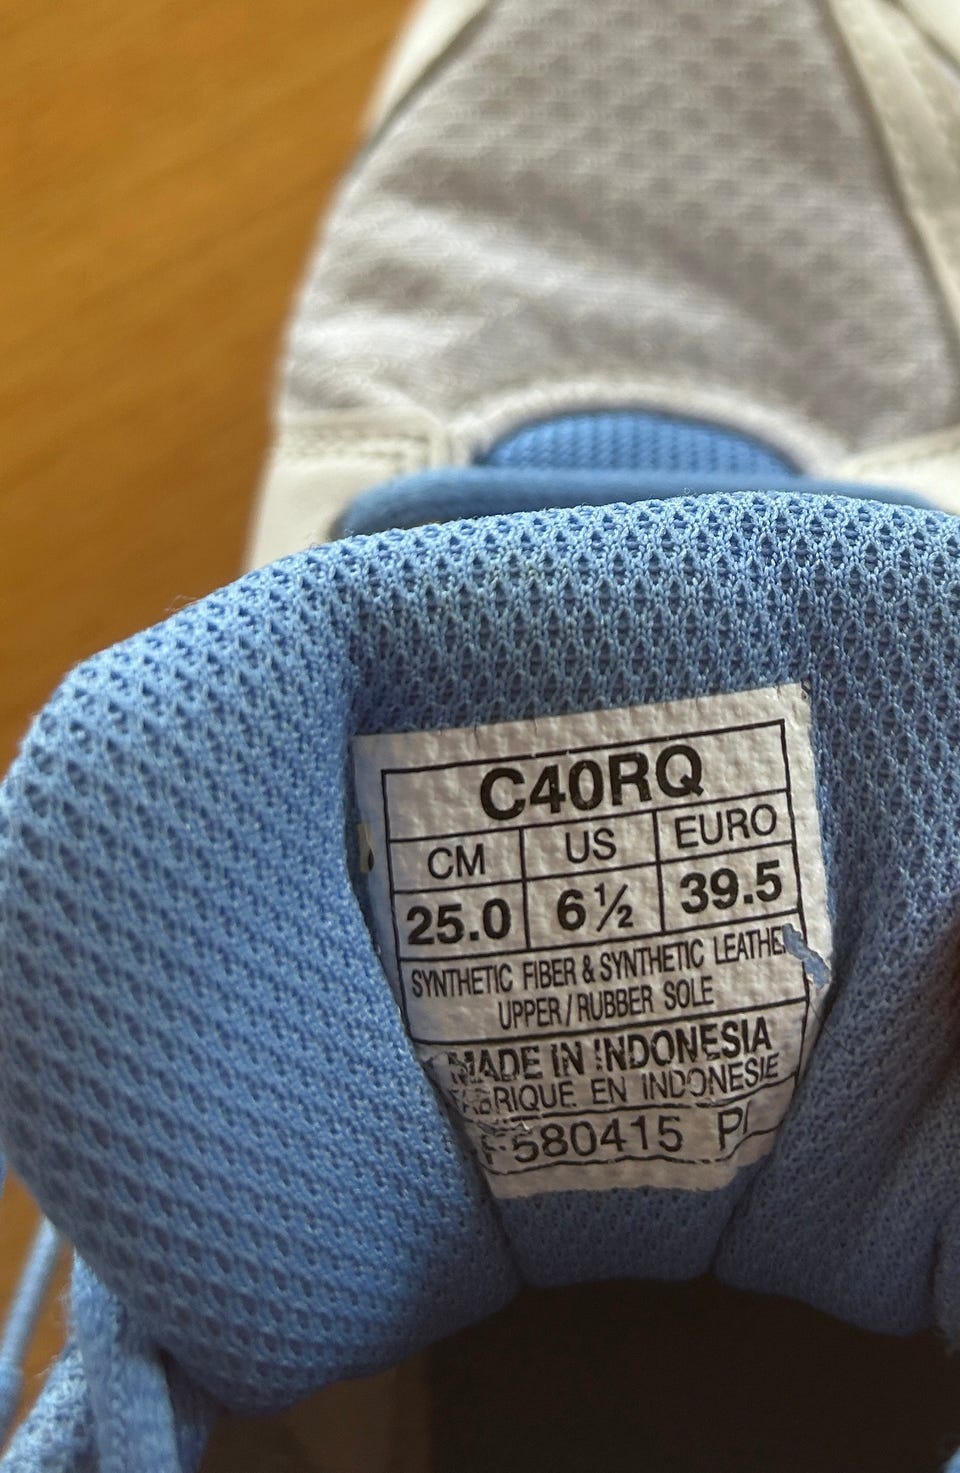 C40RQ
CM US EURO
25.0 6½ 39.5
SYNTHETIC FIBER & SYNTHETIC LEATHER
UPPER / RUBBER SOLE
MADE IN INDONESIA
FABRIQUE EN INDONESIE
580415